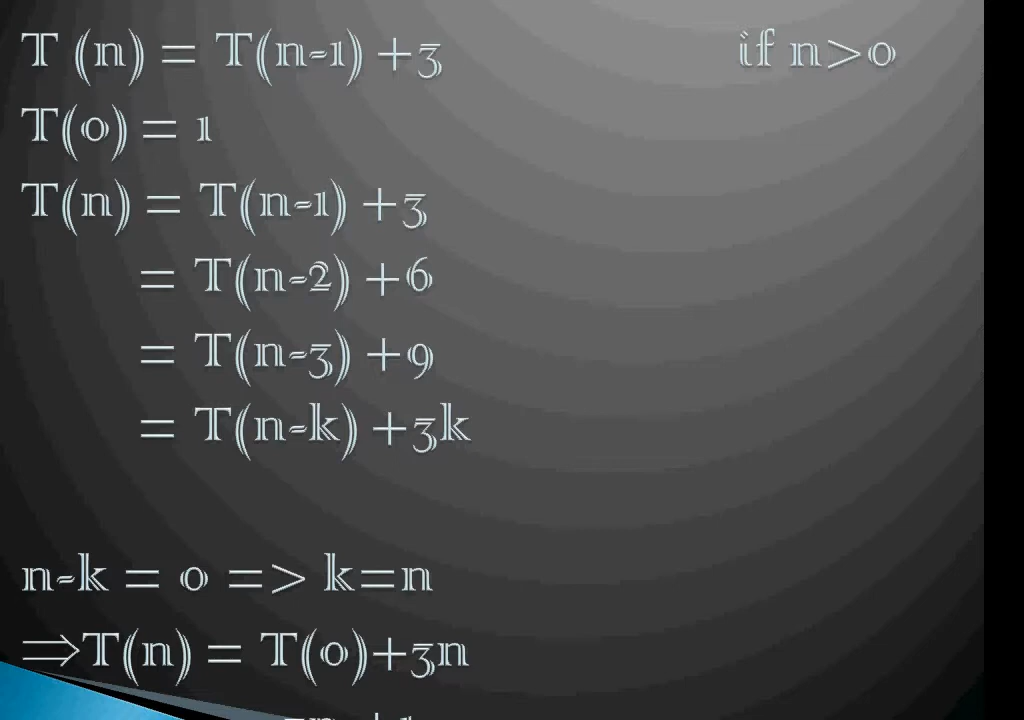 T (n) = T(n-1) +3 if n>0
T(0) = 1
T(n) = T(n-1) +3
= T(n-2) +6
= T(n-3) +9
= T(n-k) +3k
n-k = 0 => k=n
⇒T(n) = T(0)+3n